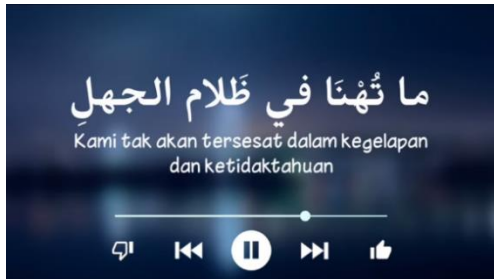 ما تُهْنَا في ظَلام الجهلِ
Kami tak akan tersesat dalam kegelapan
dan ketidaktahuan